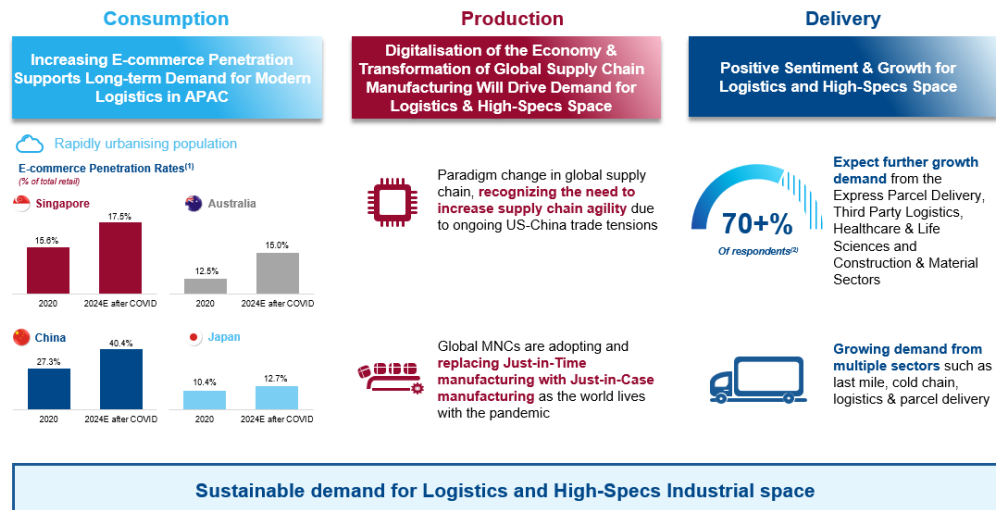 Consumption
Increasing E-commerce Penetration
Supports Long-term Demand for Modern
Logistics in APAC
Rapidly urbanising population
E-commerce Penetration Rates(1)
(% of total retail)
Singapore
15.6%
17.5%
2020
2024E after COVID
Australia
12.5%
15.0%
2020
2024E after COVID
China
27.3%
40.4%
2020
2024E after COVID
Japan
10.4%
12.7%
2020
2024E after COVID
Production
Digitalisation of the Economy &
Transformation of Global Supply Chain
Manufacturing Will Drive Demand for
Logistics & High-Specs Space
Paradigm change in global supply
chain, recognizing the need to
increase supply chain agility due
to ongoing US-China trade tensions
Global MNCs are adopting and
replacing Just-in-Time
manufacturing with Just-in-Case
manufacturing as the world lives
with the pandemic
Delivery
Positive Sentiment & Growth for
Logistics and High-Specs Space
70+%
Of respondents(2)
Expect further growth
demand from the
Express Parcel Delivery,
Third Party Logistics,
Healthcare & Life
Sciences and
Construction & Material
Sectors
Growing demand from
multiple sectors such as
last mile, cold chain,
logistics & parcel delivery
Sustainable demand for Logistics and High-Specs Industrial space